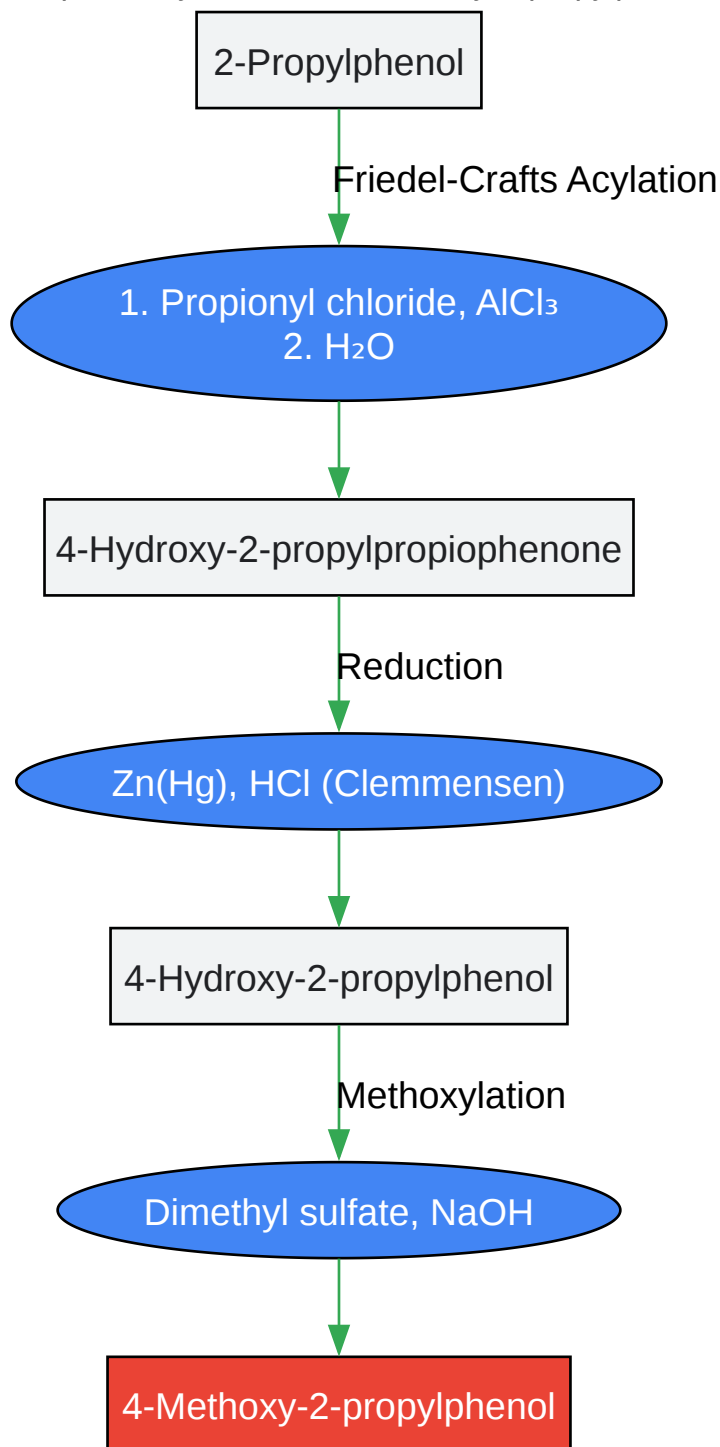 2-Propylphenol
Friedel-Crafts Acylation
1. Propionyl chloride, AlCl₃
2. H₂O
4-Hydroxy-2-propylpropiophenone
Reduction
Zn(Hg), HCl (Clemmensen)
4-Hydroxy-2-propylphenol
Methoxylation
Dimethyl sulfate, NaOH
4-Methoxy-2-propylphenol